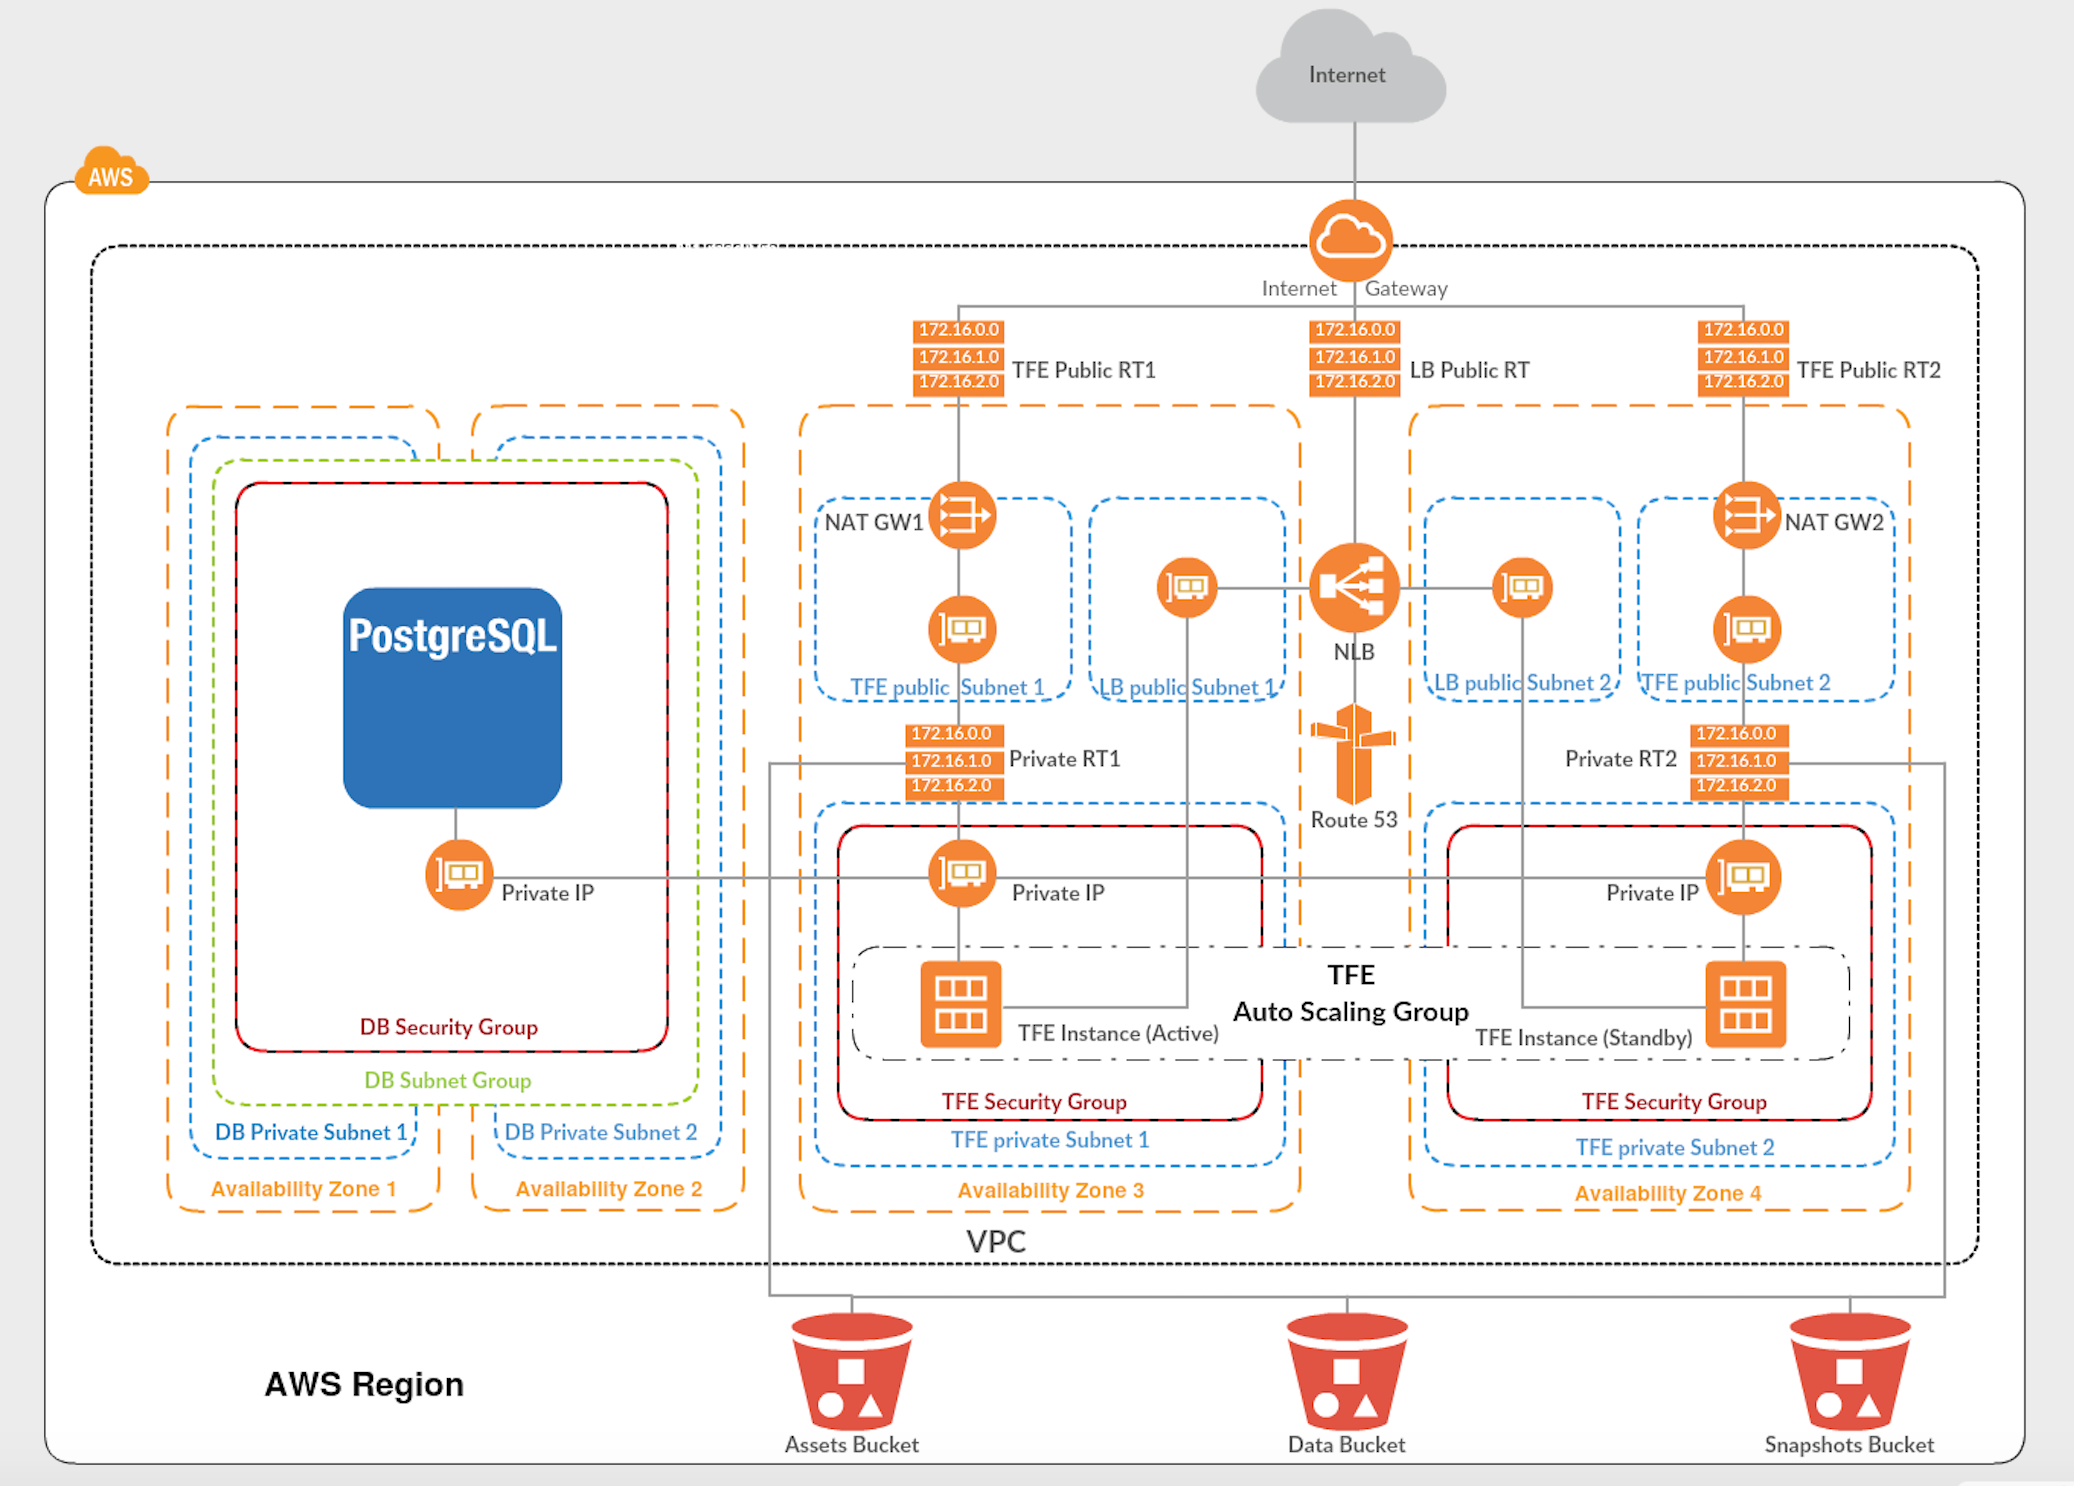 Internet
AWS
Internet Gateway
172.16.0.0
172.16.1.0
172.16.2.0
TFE Public RT1
172.16.0.0
172.16.1.0
172.16.2.0
LB Public RT
172.16.0.0
172.16.1.0
172.16.2.0
TFE Public RT2
NAT GW1
NAT GW2
PostgreSQL
NLB
TFE public Subnet 1
LB public Subnet 1
LB public Subnet 2
TFE public Subnet 2
172.16.0.0
172.16.1.0
172.16.2.0
Private RT1
Private RT2
172.16.0.0
172.16.1.0
172.16.2.0
Route 53
Private IP
Private IP
Private IP
TFE
Auto Scaling Group
TFE Instance (Active)
TFE Instance (Standby)
DB Security Group
DB Subnet Group
TFE Security Group
TFE Security Group
DB Private Subnet 1
DB Private Subnet 2
TFE private Subnet 1
TFE private Subnet 2
Availability Zone 1
Availability Zone 2
Availability Zone 3
Availability Zone 4
VPC
AWS Region
Assets Bucket
Data Bucket
Snapshots Bucket